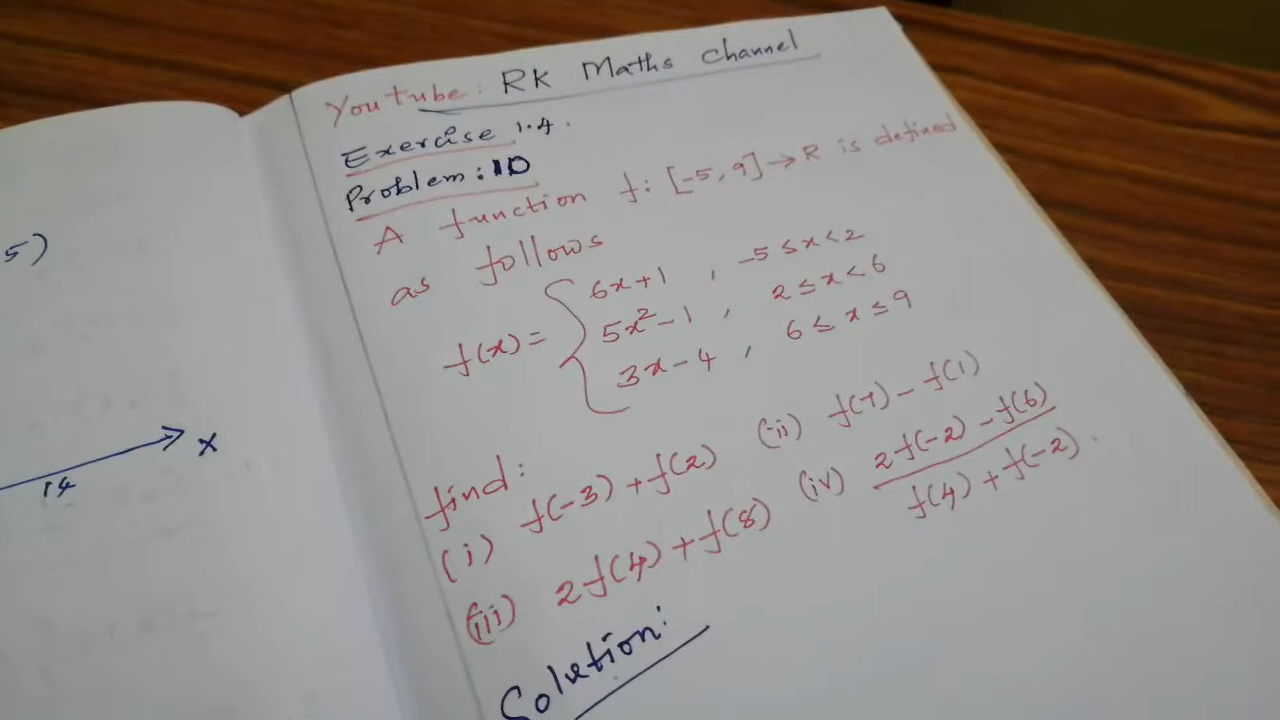 5)
x
14
Youtube: RK Maths Channel
Exercise 1.4.
Problem: 10
A function f: [-5, 9] → R is defined
as follows
f(x) = { 6x+1 , -5 ≤ x < 2
5x²-1 , 2 ≤ x < 6
3x-4 , 6 ≤ x ≤ 9
find:
(i) f(-3) + f(2) (ii) f(7) - f(1)
(iii) 2f(4) + f(8) (iv) 2f(-2) - f(6) / f(4) + f(-2).
Solution: